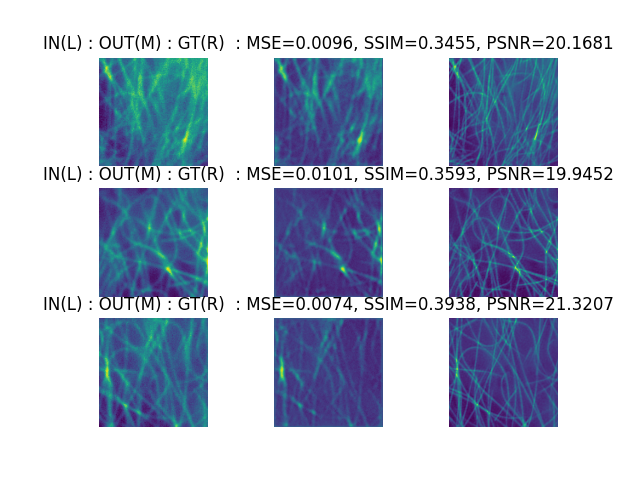 IN(L) : OUT(M) : GT(R)  : MSE=0.0096, SSIM=0.3455, PSNR=20.1681
IN(L) : OUT(M) : GT(R)  : MSE=0.0101, SSIM=0.3593, PSNR=19.9452
IN(L) : OUT(M) : GT(R)  : MSE=0.0074, SSIM=0.3938, PSNR=21.3207